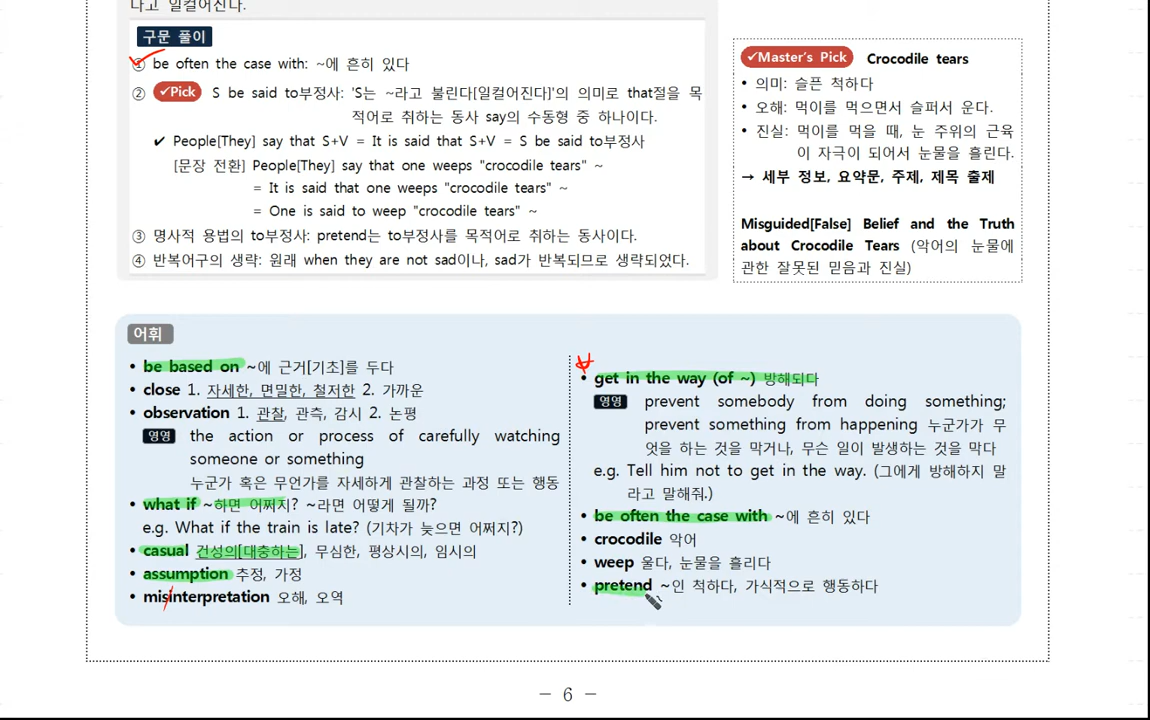 다고 일컬어진다.
구문 풀이
① be often the case with: ~에 흔히 있다
② ✓Pick S be said to부정사: 'S는 ~라고 불린다[일컬어진다]'의 의미로 that절을 목
적어로 취하는 동사 say의 수동형 중 하나이다.
✔ People[They] say that S+V = It is said that S+V = S be said to부정사
[문장 전환] People[They] say that one weeps "crocodile tears" ~
= It is said that one weeps "crocodile tears" ~
= One is said to weep "crocodile tears" ~
③ 명사적 용법의 to부정사: pretend는 to부정사를 목적어로 취하는 동사이다.
④ 반복어구의 생략: 원래 when they are not sad이나, sad가 반복되므로 생략되었다.
✓Master's Pick Crocodile tears
• 의미: 슬픈 척하다
• 오해: 먹이를 먹으면서 슬퍼서 운다.
• 진실: 먹이를 먹을 때, 눈 주위의 근육
이 자극이 되어서 눈물을 흘린다.
→ 세부 정보, 요약문, 주제, 제목 출제
Misguided[False] Belief and the Truth
about Crocodile Tears (악어의 눈물에
관한 잘못된 믿음과 진실)
어휘
• be based on ~에 근거[기초]를 두다
• close 1. 자세한, 면밀한, 철저한 2. 가까운
• observation 1. 관찰, 관측, 감시 2. 논평
영영 the action or process of carefully watching
someone or something
누군가 혹은 무언가를 자세하게 관찰하는 과정 또는 행동
• what if ~하면 어쩌지? ~라면 어떻게 될까?
e.g. What if the train is late? (기차가 늦으면 어쩌지?)
• casual 건성의[대충하는], 무심한, 평상시의, 임시의
• assumption 추정, 가정
• misinterpretation 오해, 오역
• get in the way (of ~) 방해되다
영영 prevent somebody from doing something;
prevent something from happening 누군가가 무
엇을 하는 것을 막거나, 무슨 일이 발생하는 것을 막다
e.g. Tell him not to get in the way. (그에게 방해하지 말
라고 말해줘.)
• be often the case with ~에 흔히 있다
• crocodile 악어
• weep 울다, 눈물을 흘리다
• pretend ~인 척하다, 가식적으로 행동하다
- 6 -